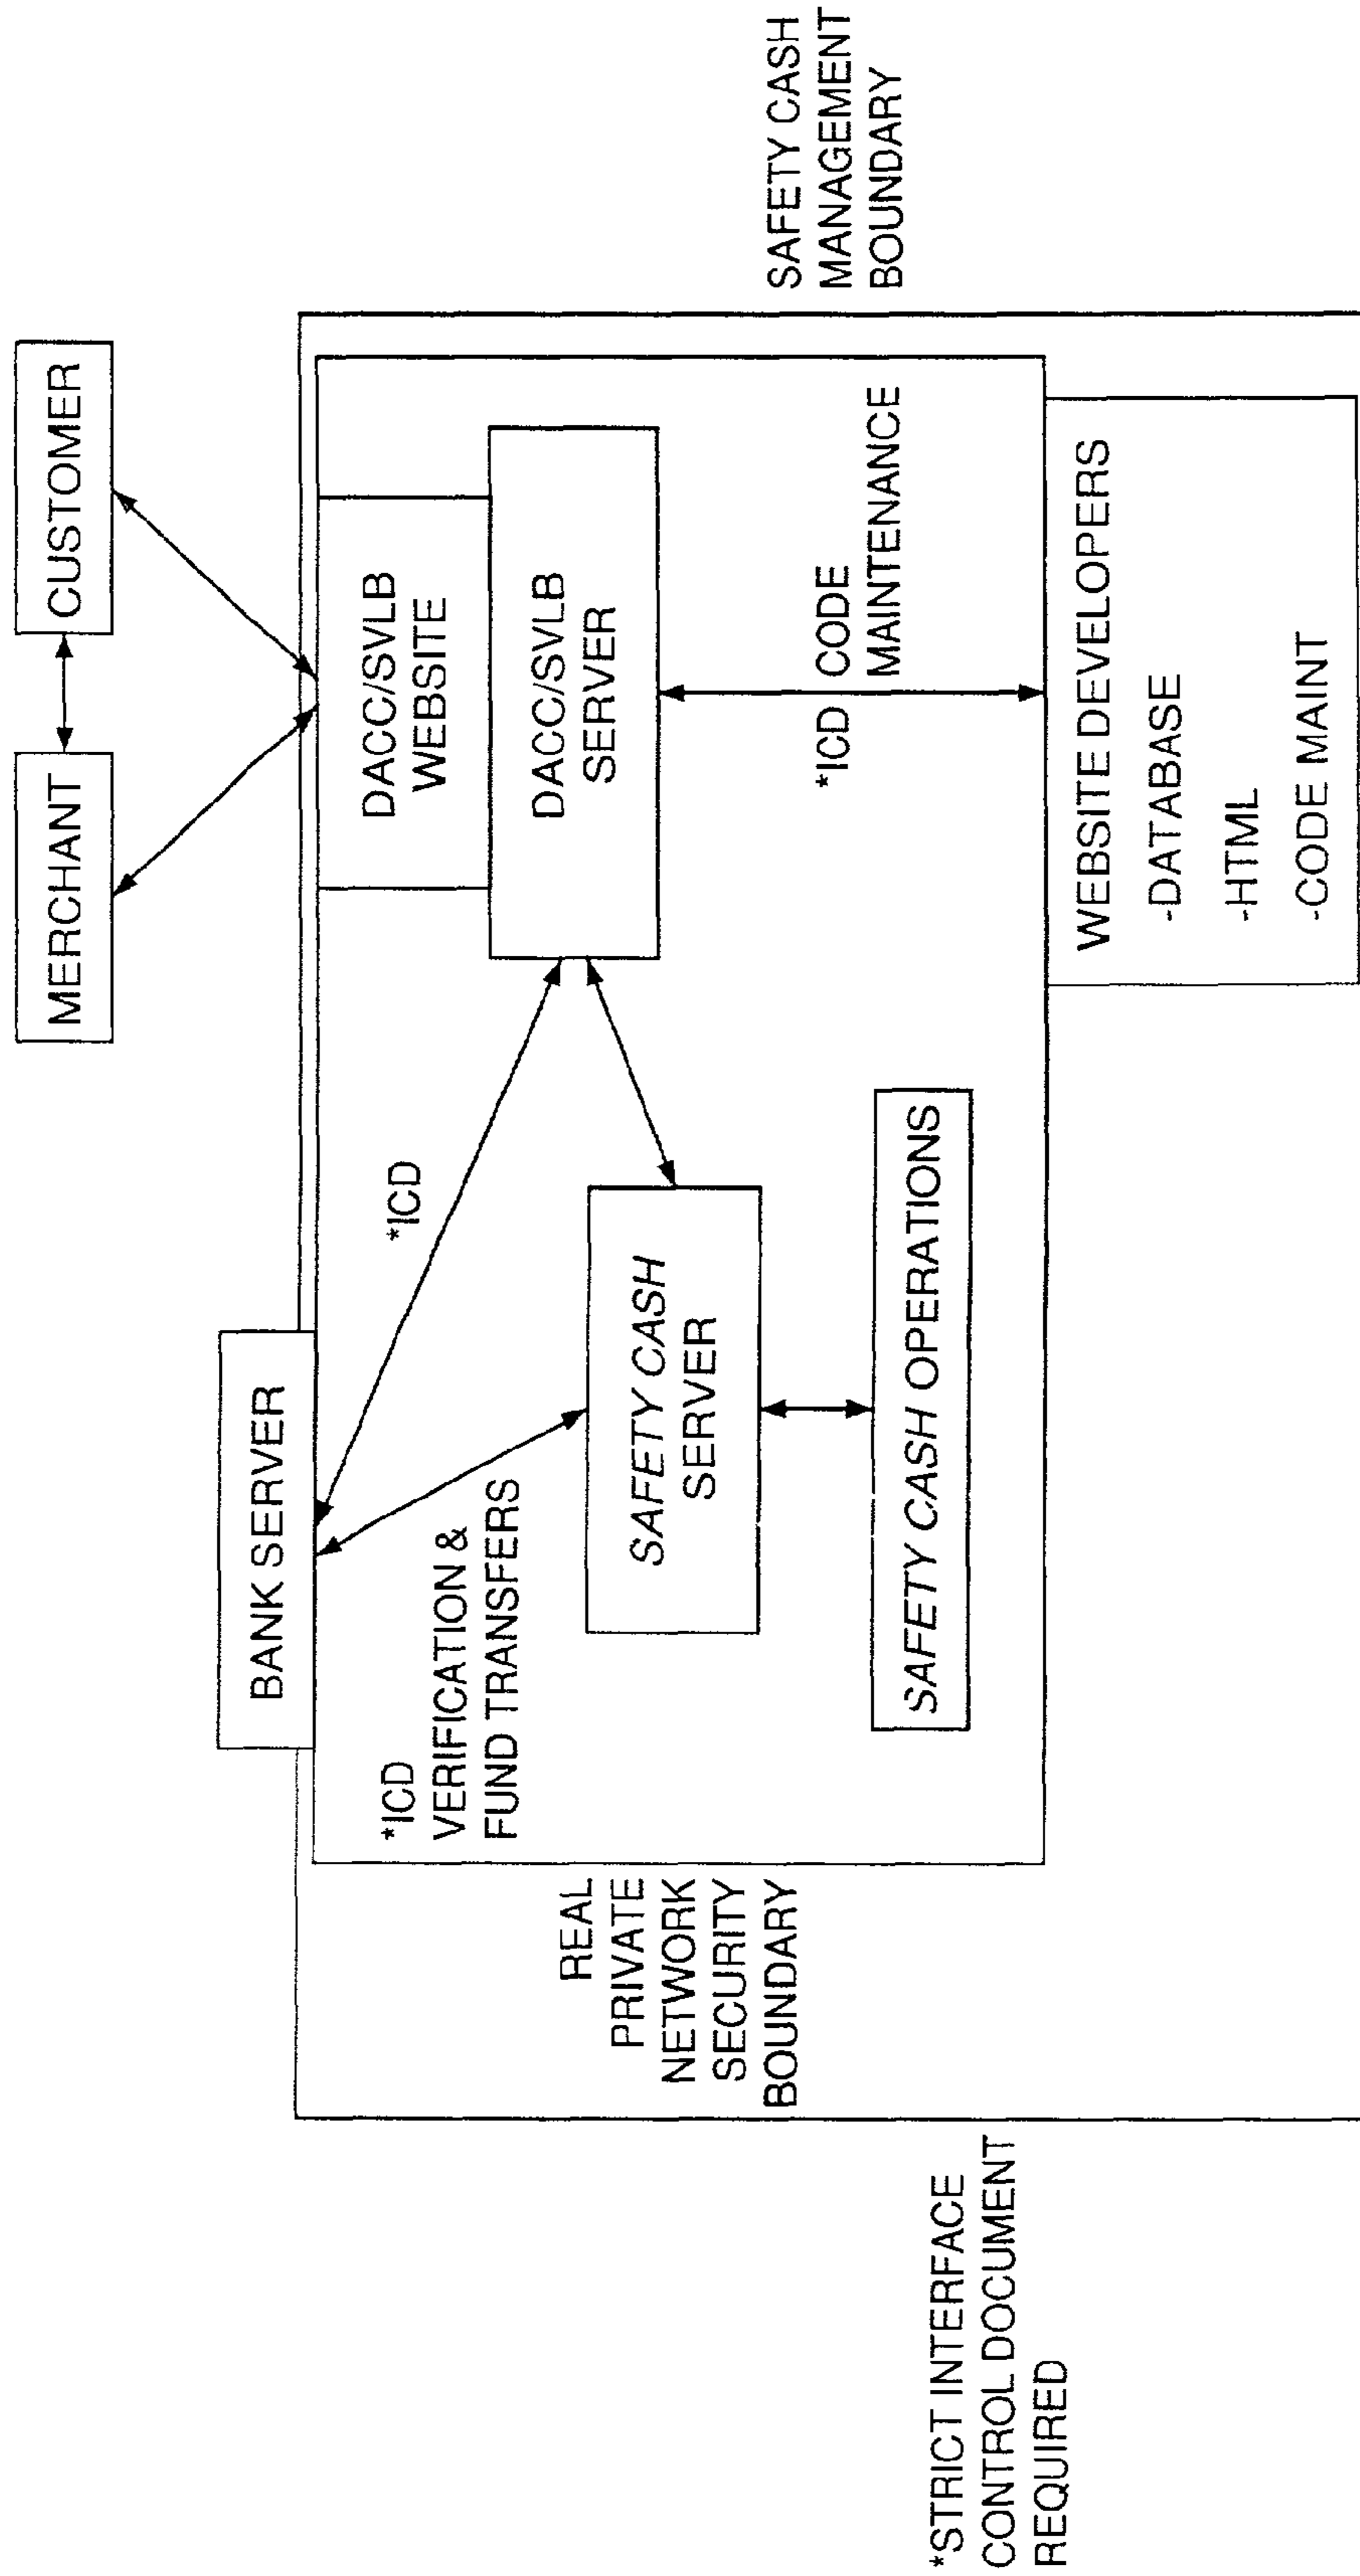 MERCHANT
CUSTOMER
BANK SERVER
*ICD
VERIFICATION &
FUND TRANSFERS
*ICD
DACC/SVLB
WEBSITE
DACC/SVLB
SERVER
SAFETY CASH
SERVER
SAFETY CASH OPERATIONS
*ICD CODE
MAINTENANCE
WEBSITE DEVELOPERS
-DATABASE
-HTML
-CODE MAINT
REAL
PRIVATE
NETWORK
SECURITY
BOUNDARY
SAFETY CASH
MANAGEMENT
BOUNDARY
*STRICT INTERFACE
CONTROL DOCUMENT
REQUIRED